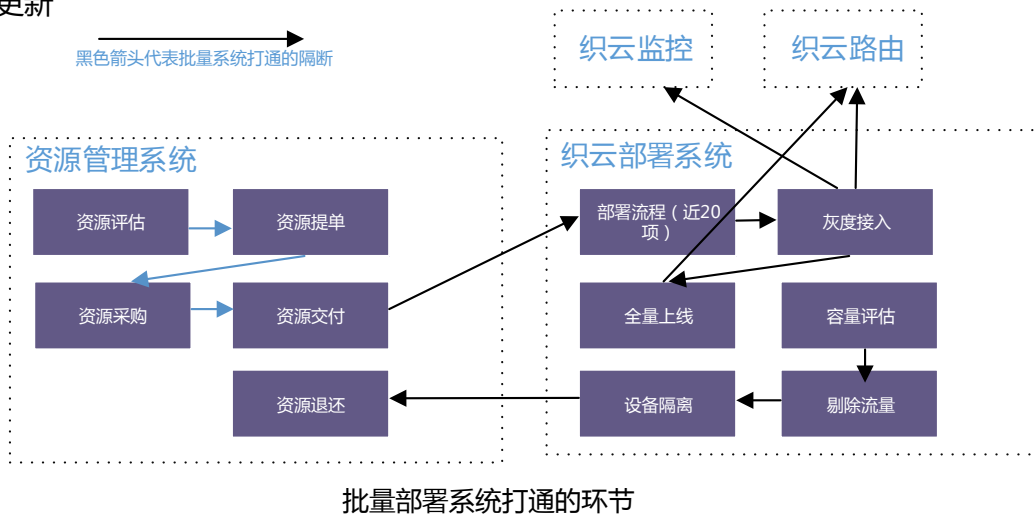 更新
黑色箭头代表批量系统打通的隔断
织云监控
织云路由
资源管理系统
资源评估
资源提单
资源采购
资源交付
资源退还
织云部署系统
部署流程（近20
项）
灰度接入
全量上线
容量评估
设备隔离
剔除流量
批量部署系统打通的环节